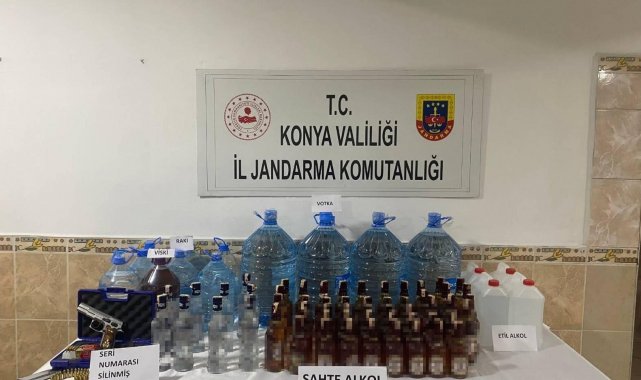 T.C.
KONYA VALİLİĞİ
İL JANDARMA KOMUTANLIĞI
JANDARMA
VOTKA
RAKI
VİSKİ
ETİL ALKOL
SERİ
NUMARASI
SİLİNMİŞ
SAHTE ALKOL